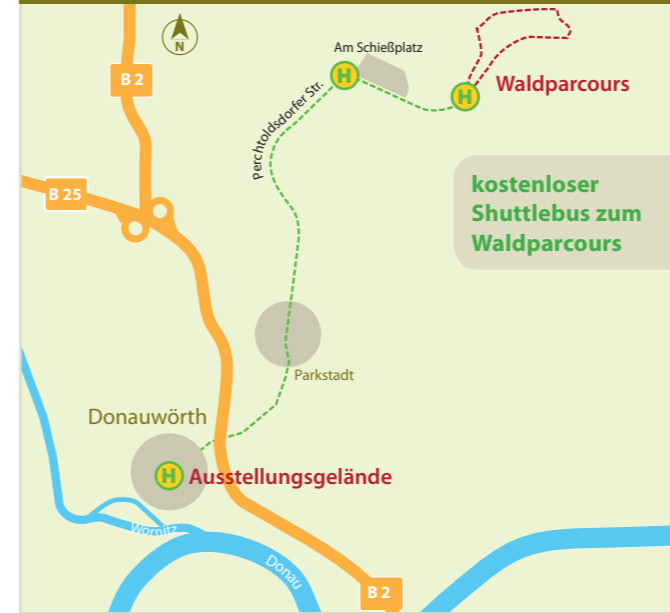 N
Am Schießplatz
B 2
H
H
Waldparcours
Perchtoldsdorfer Str.
B 25
kostenloser
Shuttlebus zum
Waldparcours
Parkstadt
Donauwörth
H
Ausstellungsgelände
Wörnitz
Donau
B 2